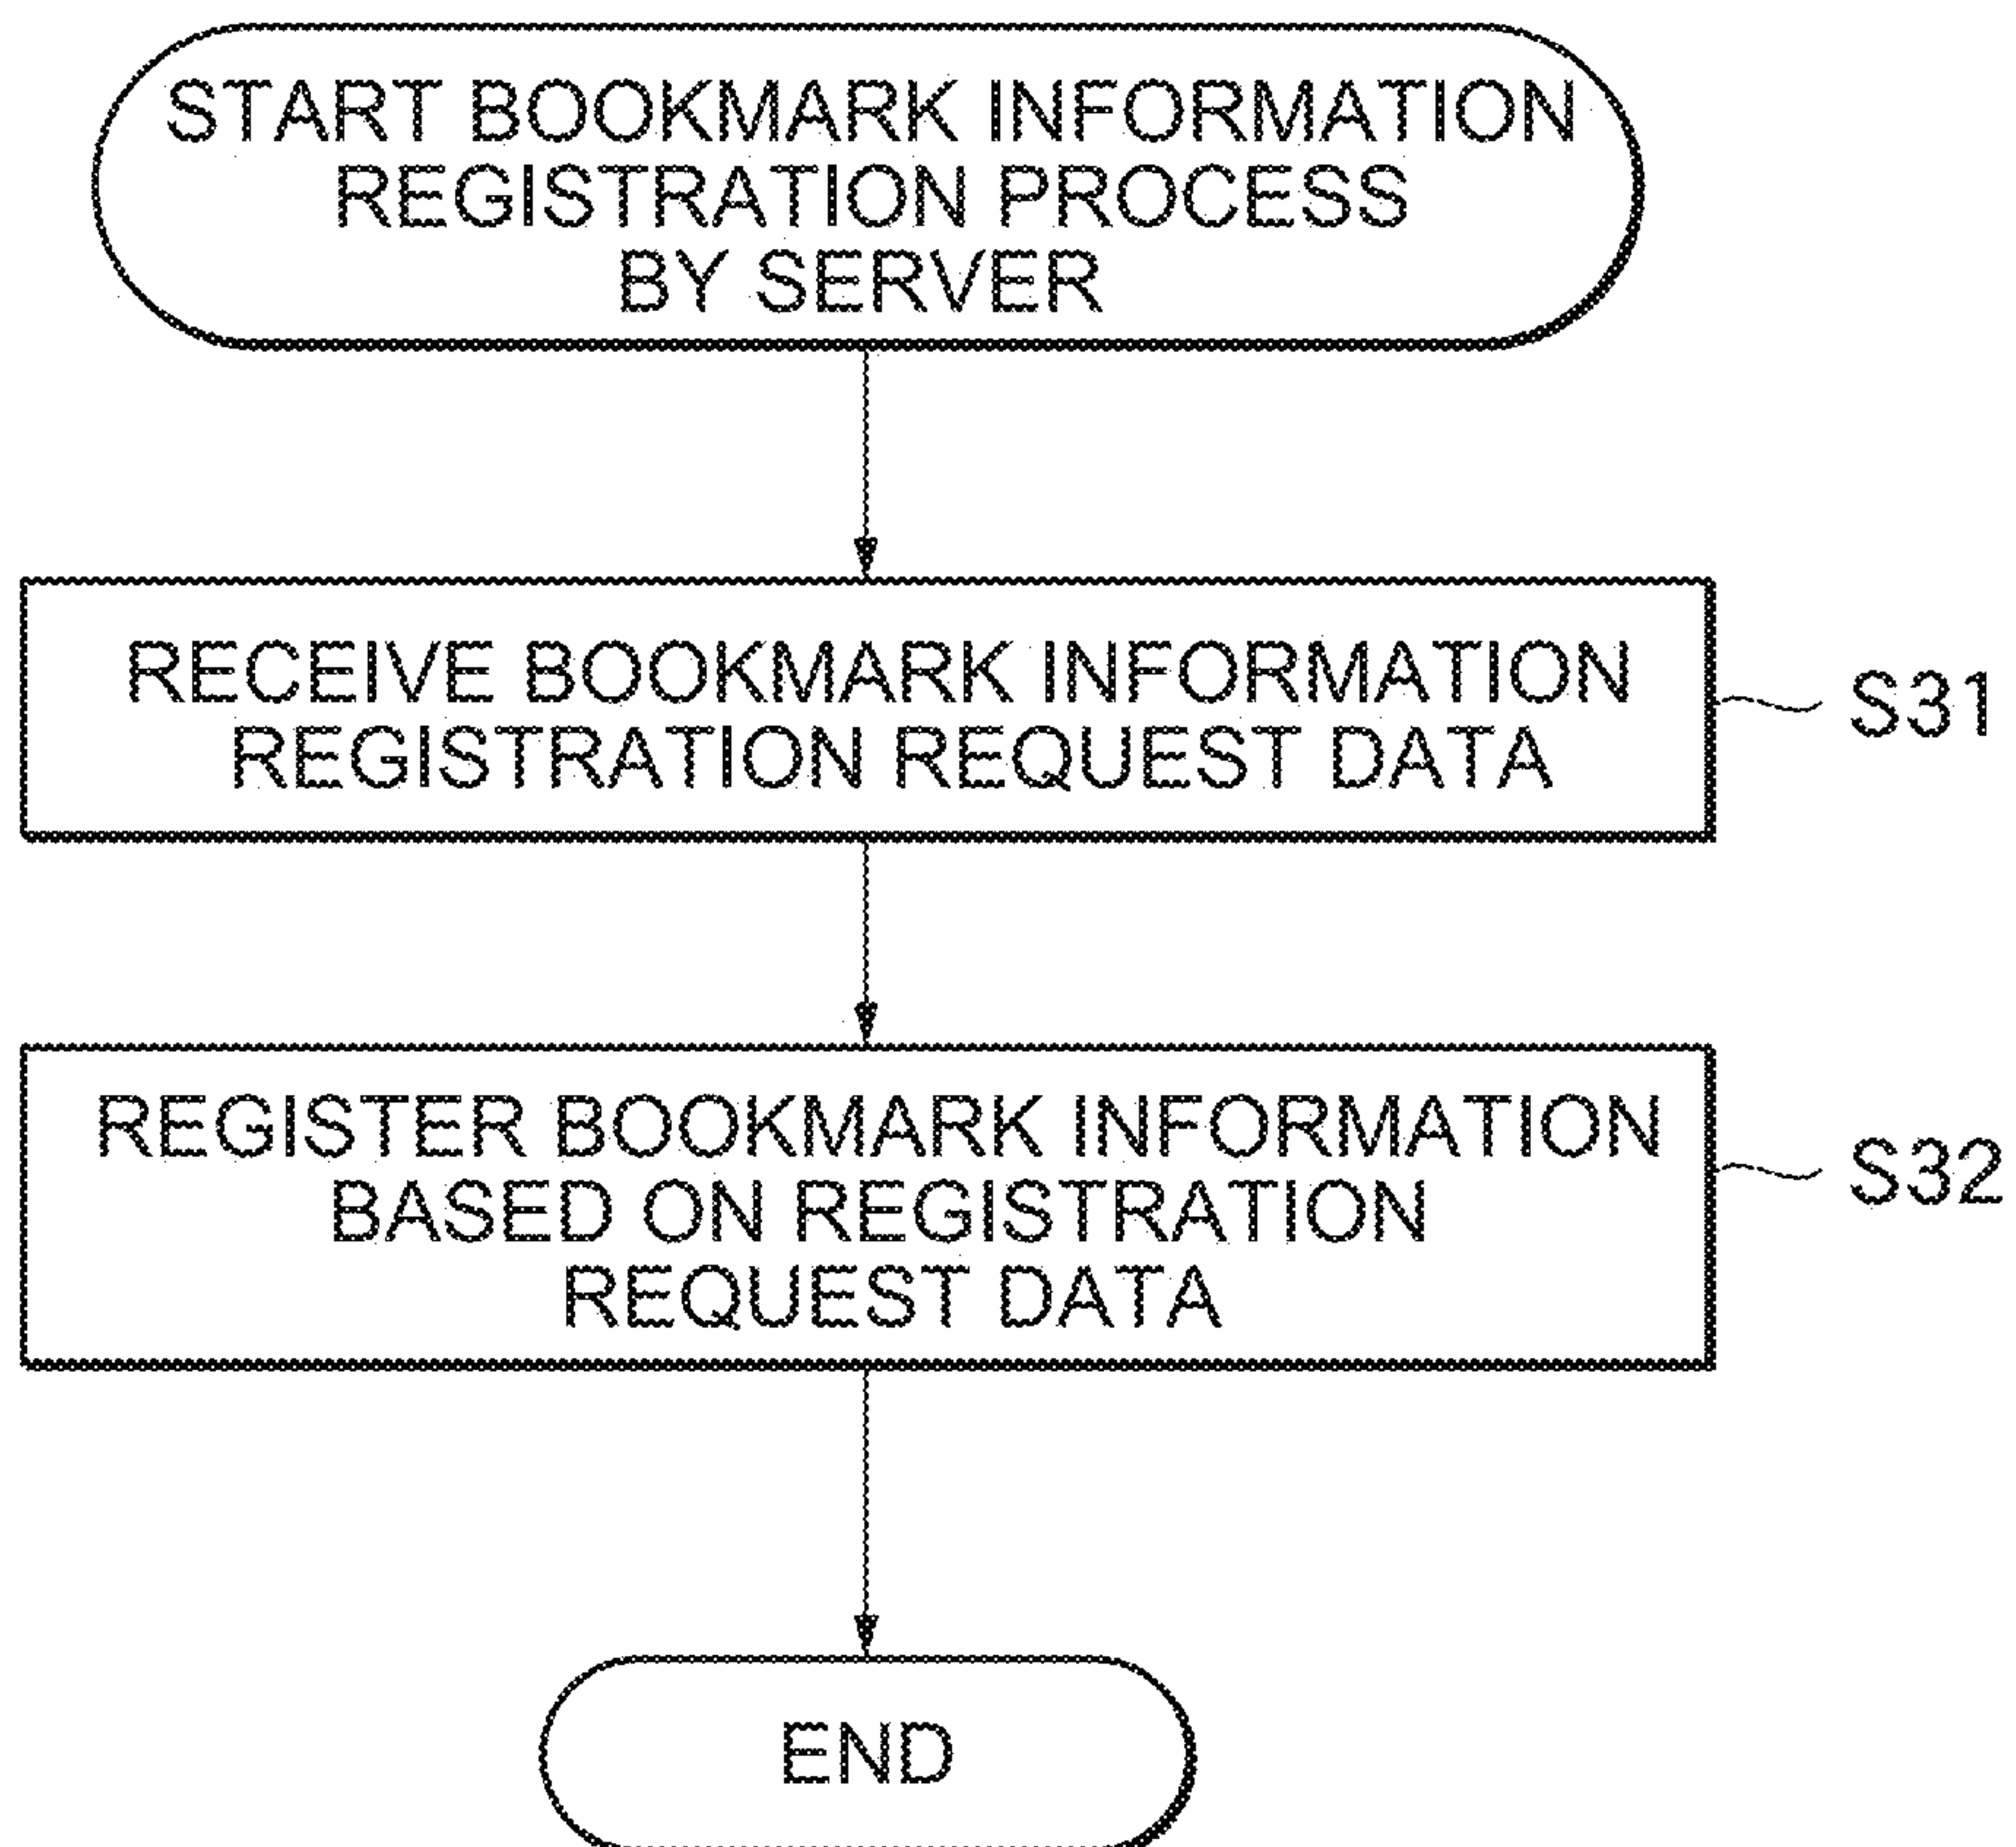 START BOOKMARK INFORMATION
REGISTRATION PROCESS
BY SERVER
RECEIVE BOOKMARK INFORMATION
REGISTRATION REQUEST DATA
S31
REGISTER BOOKMARK INFORMATION
BASED ON REGISTRATION
REQUEST DATA
S32
END